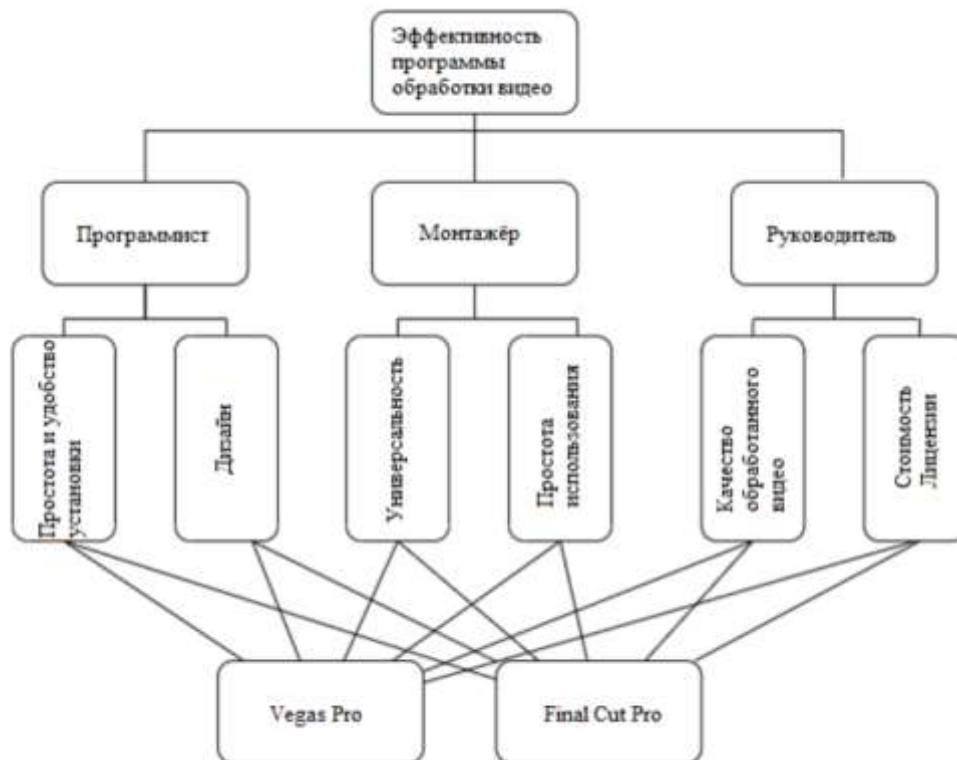 Эффективность
программы
обработки видео
Программист
Монтажёр
Руководитель
Простота и удобство
установки
Дизайн
Универсальность
Простота
использования
Качество
обработанного
видео
Стоимость
Лицензии
Vegas Pro
Final Cut Pro